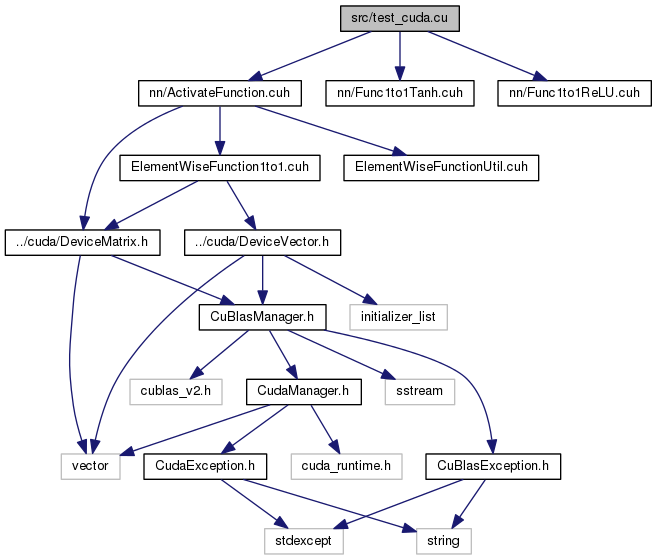 src/test_cuda.cu
nn/ActivateFunction.cuh
nn/Func1to1Tanh.cuh
nn/Func1to1ReLU.cuh
ElementWiseFunction1to1.cuh
ElementWiseFunctionUtil.cuh
../cuda/DeviceMatrix.h
../cuda/DeviceVector.h
CuBlasManager.h
initializer_list
cublas_v2.h
CudaManager.h
sstream
vector
CudaException.h
cuda_runtime.h
CuBlasException.h
stdexcept
string